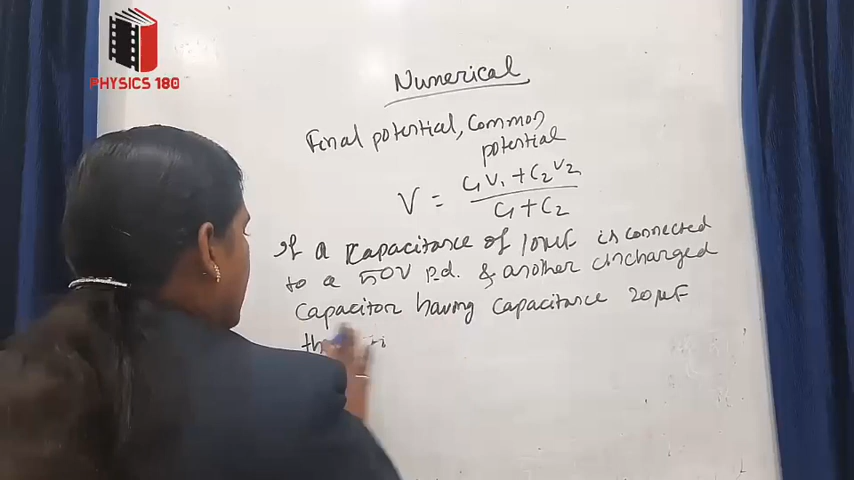 PHYSICS 180
Numerical
Final potential, Common
potential
V = C₁V₁ + C₂V₂ / C₁ + C₂
If a Capacitance of 10μF is connected
to a 50V P.d. & another uncharged
Capacitor having capacitance 20μF